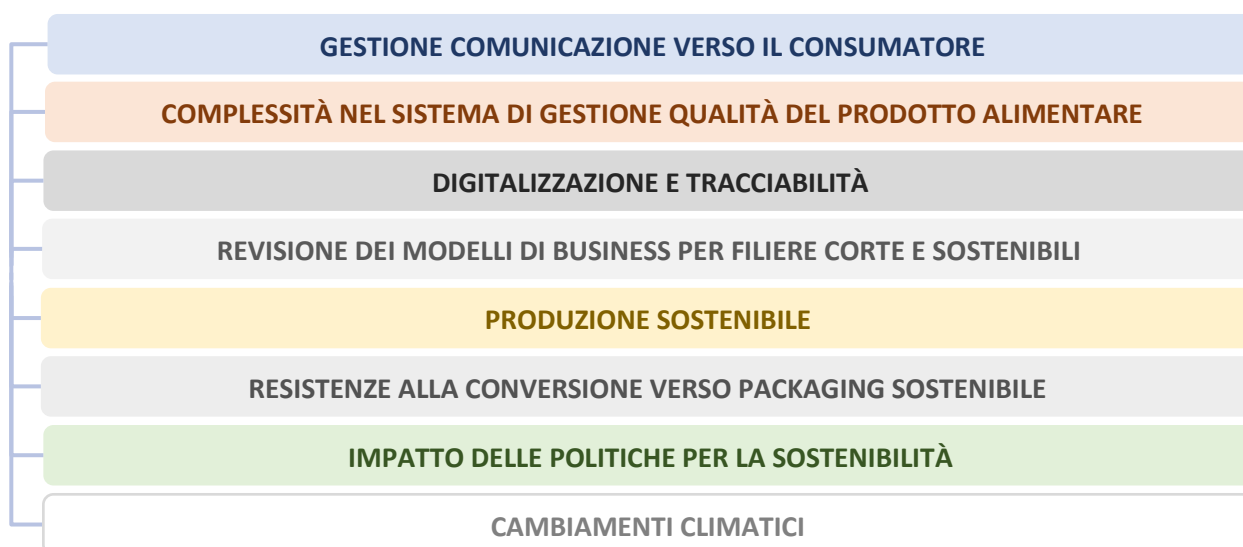 GESTIONE COMUNICAZIONE VERSO IL CONSUMATORE
COMPLESSITÀ NEL SISTEMA DI GESTIONE QUALITÀ DEL PRODOTTO ALIMENTARE
DIGITALIZZAZIONE E TRACCIABILITÀ
REVISIONE DEI MODELLI DI BUSINESS PER FILIERE CORTE E SOSTENIBILI
PRODUZIONE SOSTENIBILE
RESISTENZE ALLA CONVERSIONE VERSO PACKAGING SOSTENIBILE
IMPATTO DELLE POLITICHE PER LA SOSTENIBILITÀ
CAMBIAMENTI CLIMATICI